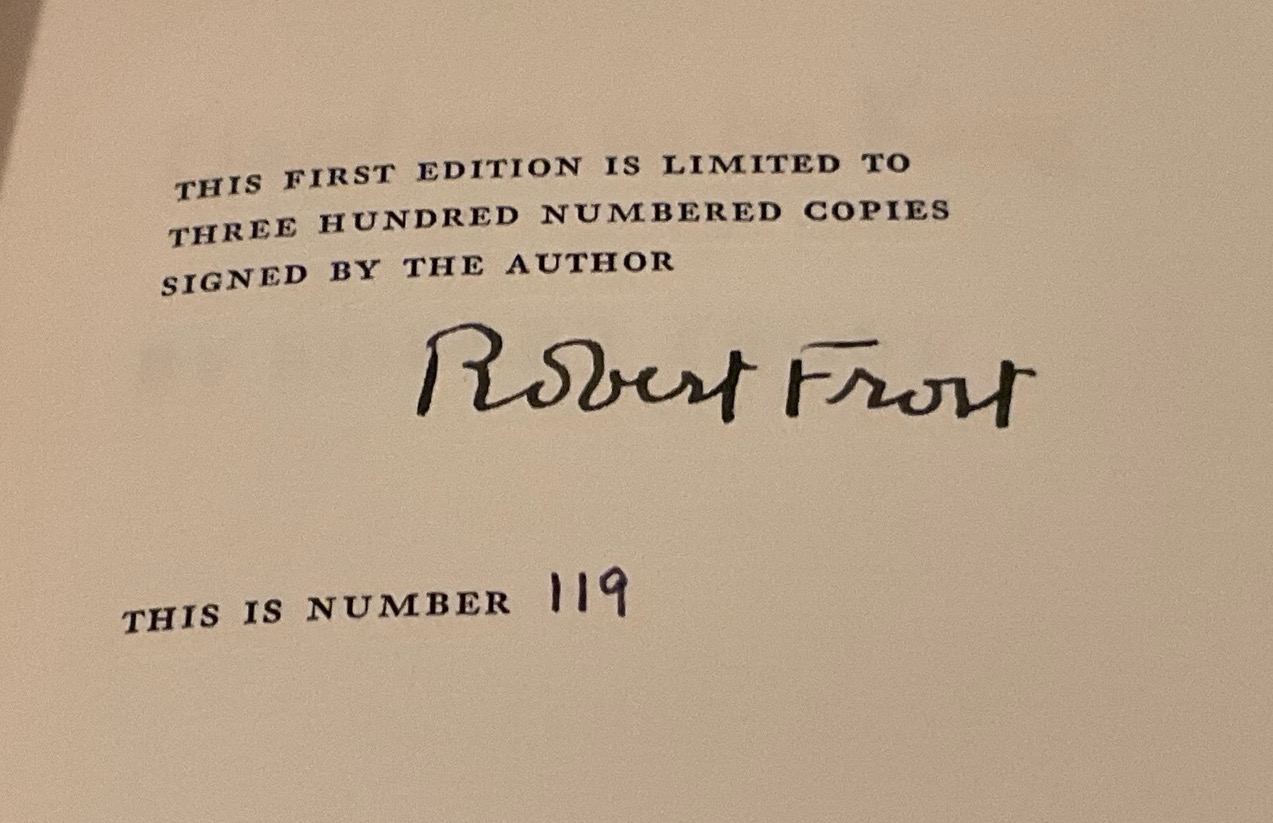 THIS FIRST EDITION IS LIMITED TO
THREE HUNDRED NUMBERED COPIES
SIGNED BY THE AUTHOR
Robert Frost
THIS IS NUMBER 119